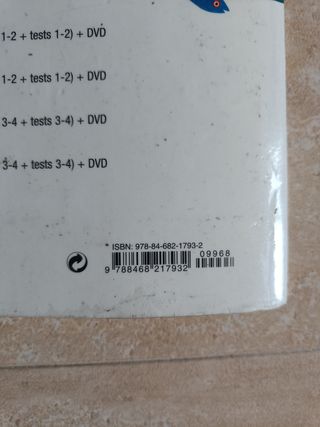 1-2 + tests 1-2) + DVD
1-2 + tests 1-2) + DVD
3-4 + tests 3-4) + DVD
3-4 + tests 3-4) + DVD
ISBN: 978-84-682-1793-2
09968
9 788468 217932